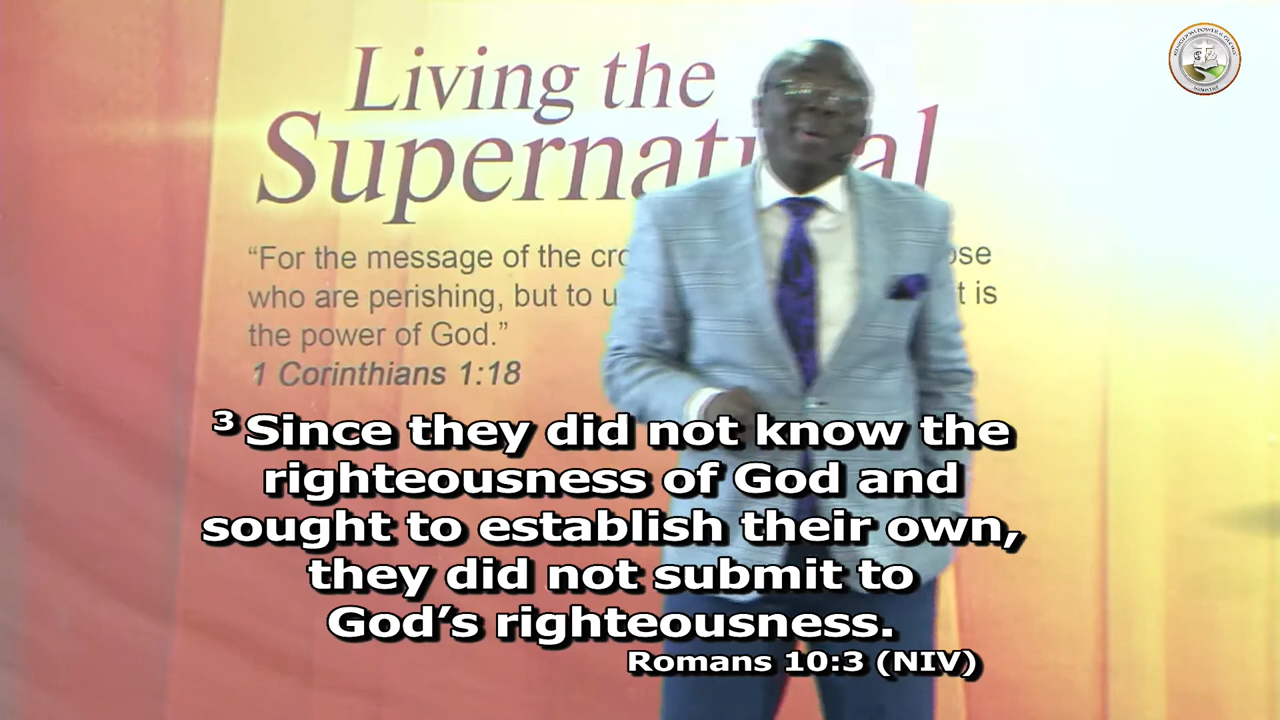 Living the
Supernatural
“For the message of the cro ose
who are perishing, but to u t is
the power of God.”
1 Corinthians 1:18
³ Since they did not know the
righteousness of God and
sought to establish their own,
they did not submit to
God’s righteousness.
Romans 10:3 (NIV)